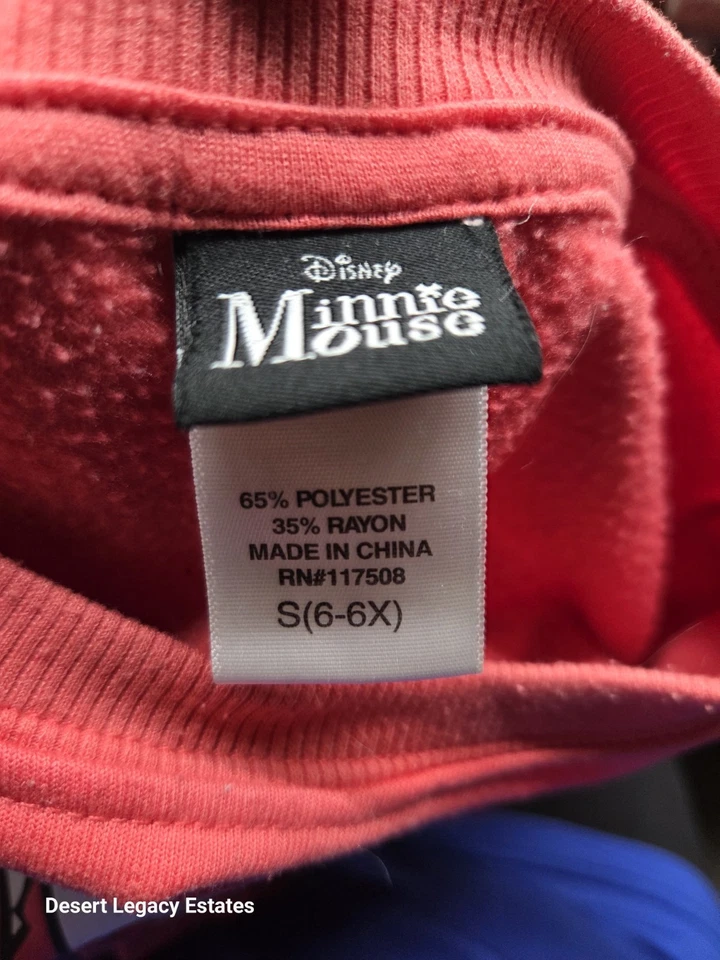 Disney
Minnie
Mouse
65% POLYESTER
35% RAYON
MADE IN CHINA
RN#117508
S(6-6X)
Desert Legacy Estates